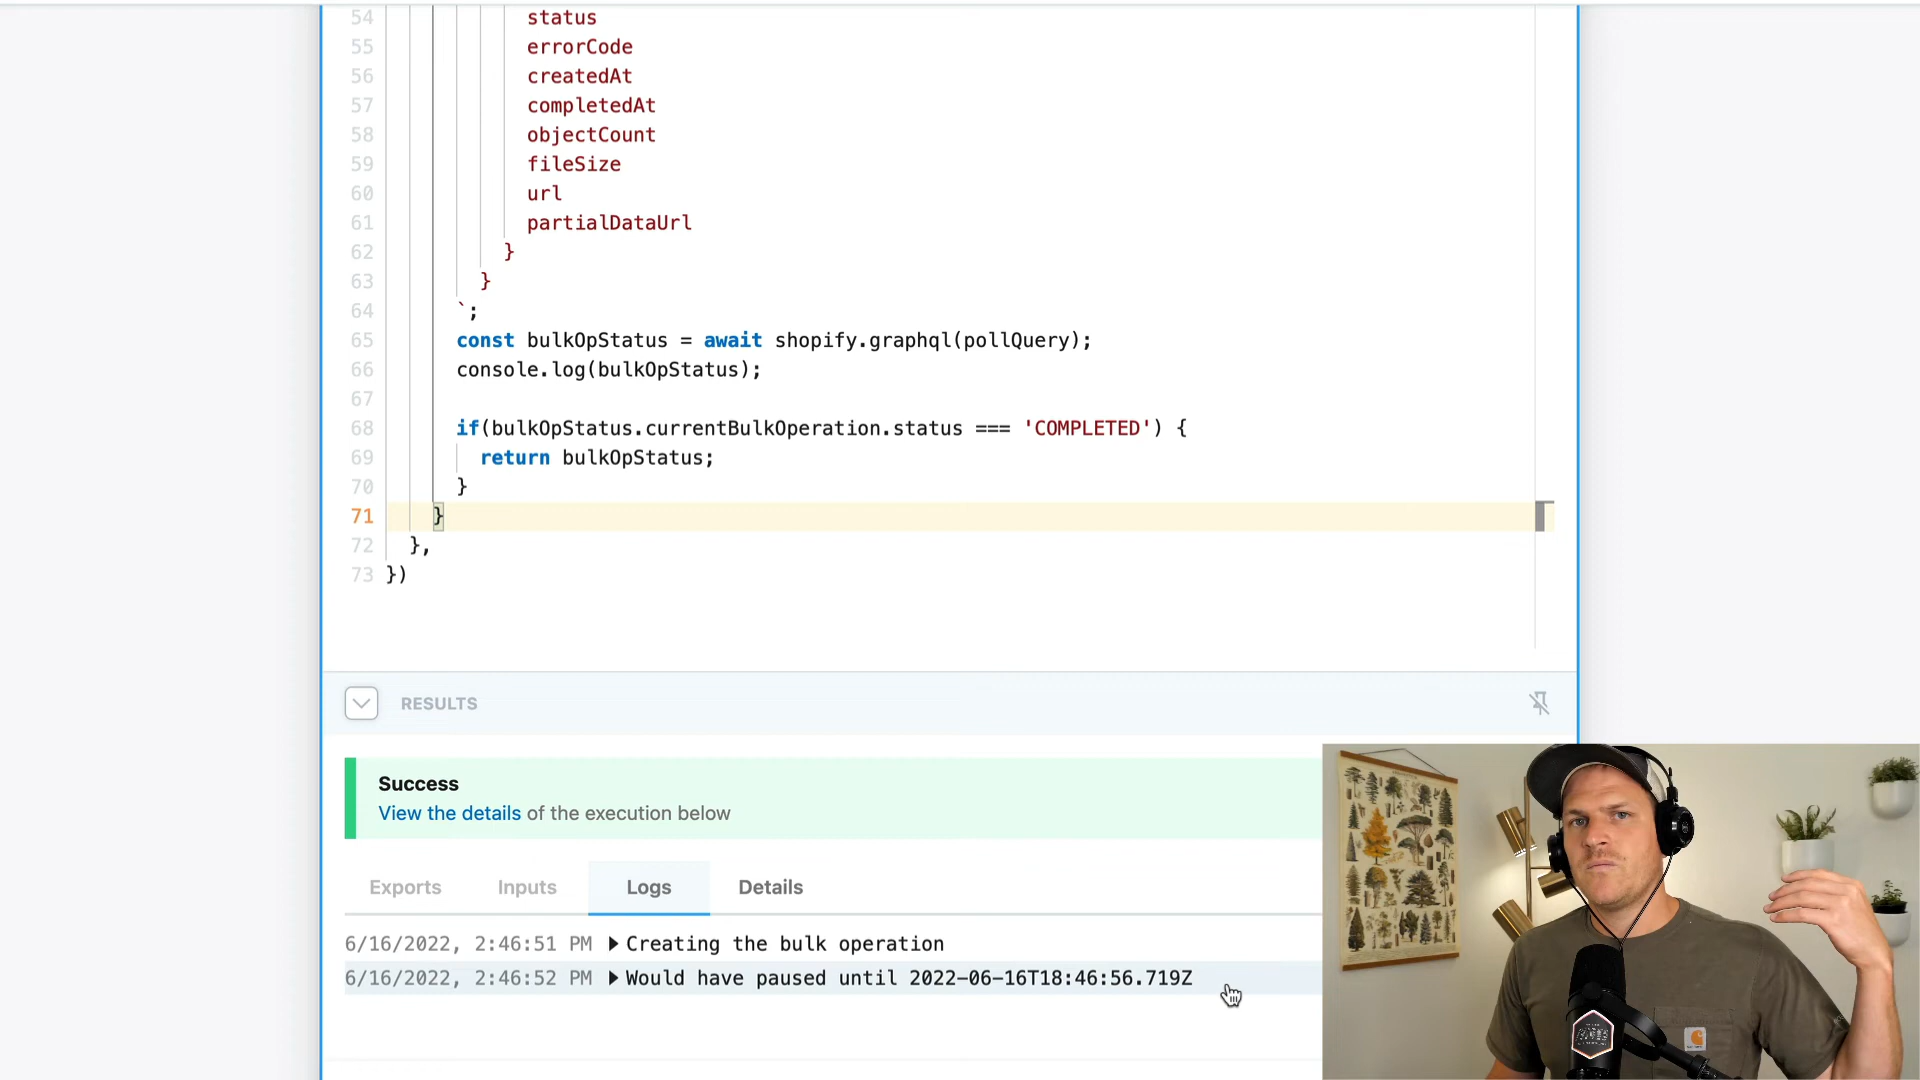 54 status
55 errorCode
56 createdAt
57 completedAt
58 objectCount
59 fileSize
60 url
61 partialDataUrl
62 }
63 }
64 `;
65 const bulkOpStatus = await shopify.graphql(pollQuery);
66 console.log(bulkOpStatus);
67
68 if(bulkOpStatus.currentBulkOperation.status === 'COMPLETED') {
69 return bulkOpStatus;
70 }
71 }
72 },
73 })
RESULTS
Success
View the details of the execution below
Exports Inputs Logs Details
6/16/2022, 2:46:51 PM Creating the bulk operation
6/16/2022, 2:46:52 PM Would have paused until 2022-06-16T18:46:56.719Z